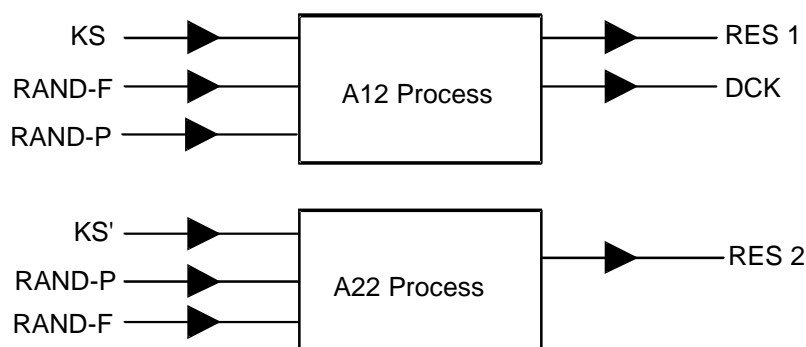 KS
RAND-F
RAND-P
A12 Process
RES 1
DCK
KS'
RAND-P
RAND-F
A22 Process
RES 2